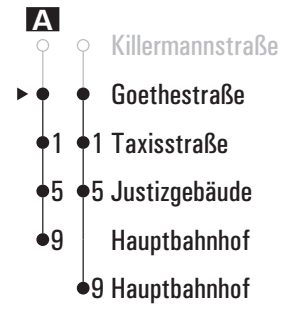 A
Killermannstraße
Goethestraße
1 1 Taxisstraße
5 5 Justizgebäude
9 Hauptbahnhof
9 Hauptbahnhof